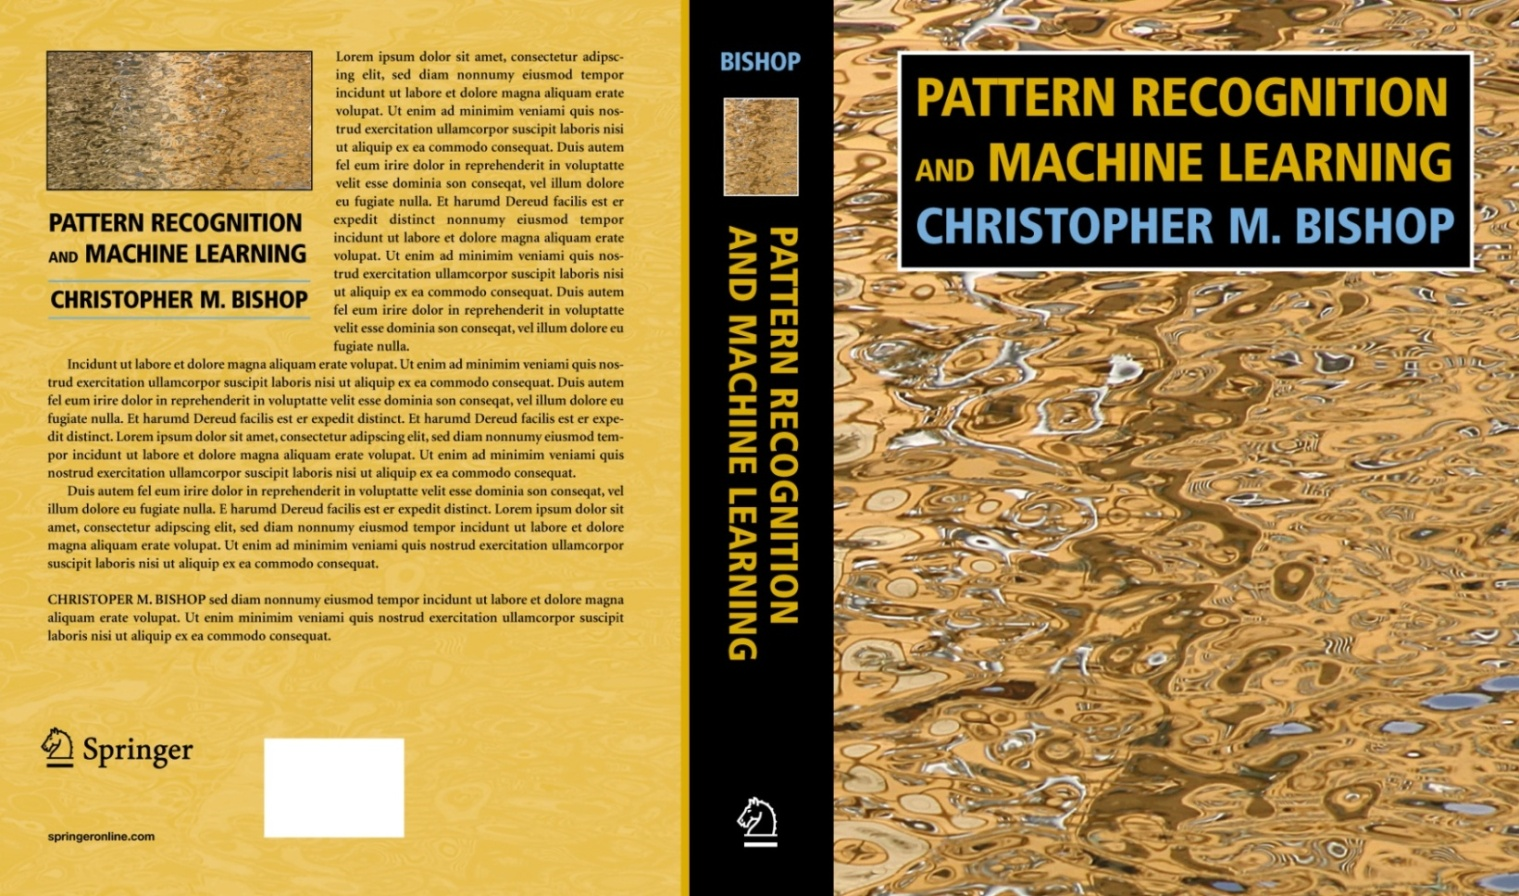 PATTERN RECOGNITION
AND MACHINE LEARNING
CHRISTOPHER M. BISHOP
Lorem ipsum dolor sit amet, consectetur adipsc-
ing elit, sed diam nonnumy eiusmod tempor
incidunt ut labore et dolore magna aliquam erate
volupat. Ut enim ad minimim veniami quis nos-
trud exercitation ullamcorpor suscipit laboris nisi
ut aliquip ex ea commodo consequat. Duis autem
fel eum irire dolor in reprehenderit in voluptatte
velit esse dominia son conseqat, vel illum dolore
eu fugiate nulla. Et harumd Dereud facilis est er
expedit distinct nonnumy eiusmod tempor
incidunt ut labore et dolore magna aliquam erate
volupat. Ut enim ad minimim veniami quis nos-
trud exercitation ullamcorpor suscipit laboris nisi
ut aliquip ex ea commodo consequat. Duis autem
fel eum irire dolor in reprehenderit in voluptatte
velit esse dominia son conseqat, vel illum dolore eu
fugiate nulla.
Incidunt ut labore et dolore magna aliquam erate volupat. Ut enim ad minimim veniami quis nos-
trud exercitation ullamcorpor suscipit laboris nisi ut aliquip ex ea commodo consequat. Duis autem
fel eum irire dolor in reprehenderit in voluptatte velit esse dominia son conseqat, vel illum dolore eu
fugiate nulla. Et harumd Dereud facilis est er expedit distinct. Et harumd Dereud facilis est er expe-
dit distinct. Lorem ipsum dolor sit amet, consectetur adipscing elit, sed diam nonnumy eiusmod tem-
por incidunt ut labore et dolore magna aliquam erate volupat. Ut enim ad minimim veniami quis
nostrud exercitation ullamcorpor suscipit laboris nisi ut aliquip ex ea commodo consequat.
Duis autem fel eum irire dolor in reprehenderit in voluptatte velit esse dominia son conseqat, vel
illum dolore eu fugiate nulla. E harumd Dereud facilis est er expedit distinct. Lorem ipsum dolor sit
amet, consectetur adipscing elit, sed diam nonnumy eiusmod tempor incidunt ut labore et dolore
magna aliquam erate volupat. Ut enim ad minimim veniami quis nostrud exercitation ullamcorpor
suscipit laboris nisi ut aliquip ex ea commodo consequat.
CHRISTOPER M. BISHOP sed diam nonnumy eiusmod tempor incidunt ut labore et dolore magna
aliquam erate volupat. Ut enim minimim veniami quis nostrud exercitation ullamcorpor suscipit
laboris nisi ut aliquip ex ea commodo consequat.
Springer
springeronline.com
BISHOP
PATTERN RECOGNITION
AND MACHINE LEARNING
PATTERN RECOGNITION
AND MACHINE LEARNING
CHRISTOPHER M. BISHOP